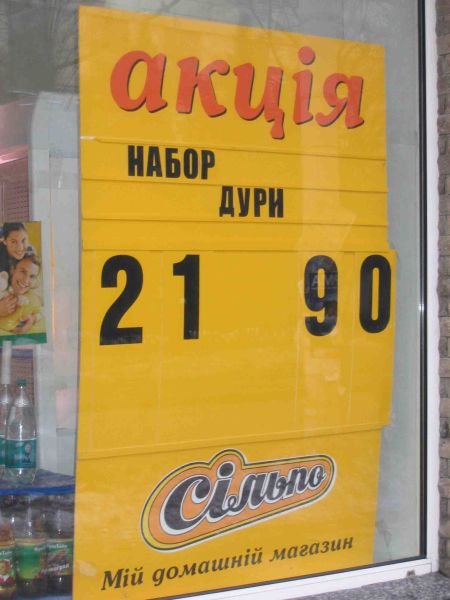 акція
НАБОР
ДУРИ
21 90
Сільпо
Мій домашній магазин